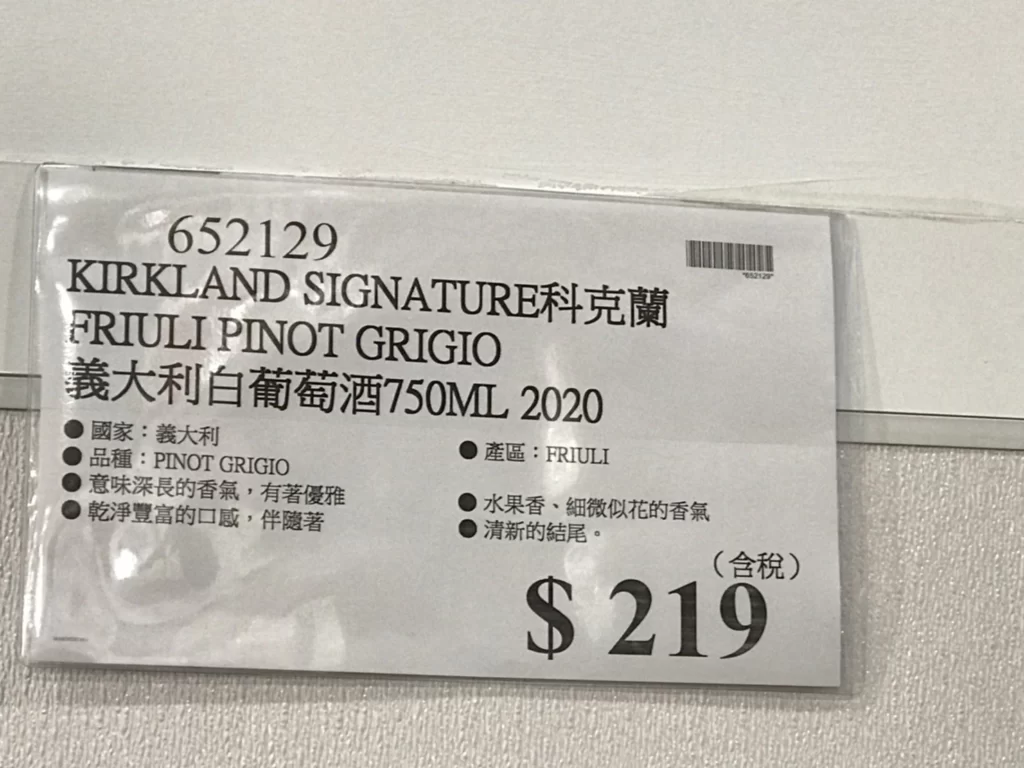 652129
*652129*
KIRKLAND SIGNATURE科克蘭
FRIULI PINOT GRIGIO
義大利白葡萄酒750ML 2020
● 國家：義大利
● 產區：FRIULI
● 品種：PINOT GRIGIO
● 意味深長的香氣，有著優雅
● 水果香、細微似花的香氣
● 乾淨豐富的口感，伴隨著
● 清新的結尾。
（含稅）
$ 219